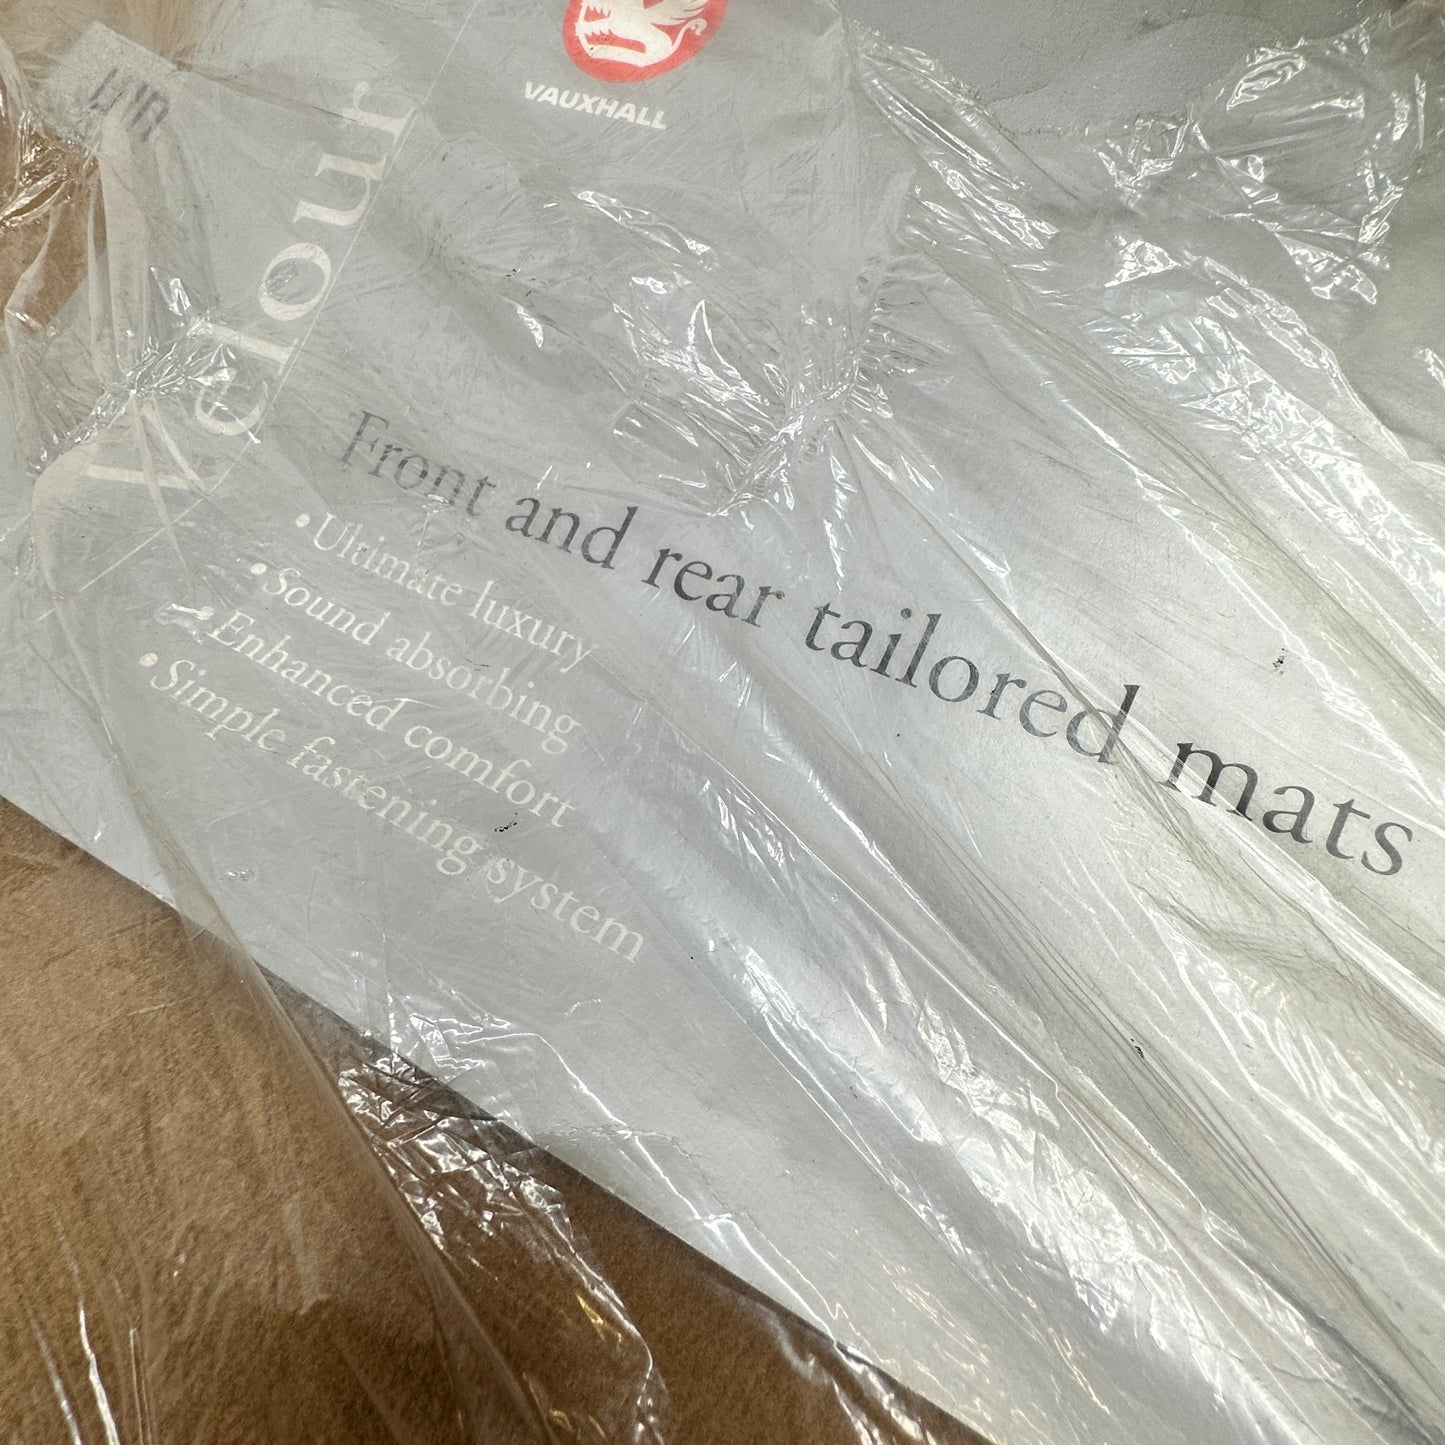 VAUXHALL
Velour
Front and rear tailored mats
• Ultimate luxury
• Sound absorbing
• Enhanced comfort
• Simple fastening system